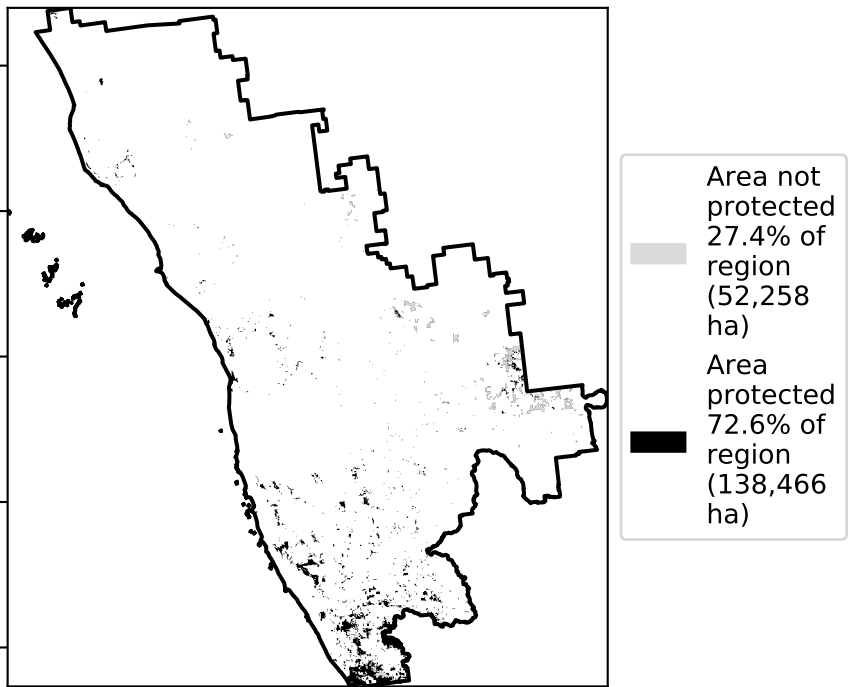 Area not
protected
27.4% of
region
(52,258
ha)
Area
protected
72.6% of
region
(138,466
ha)